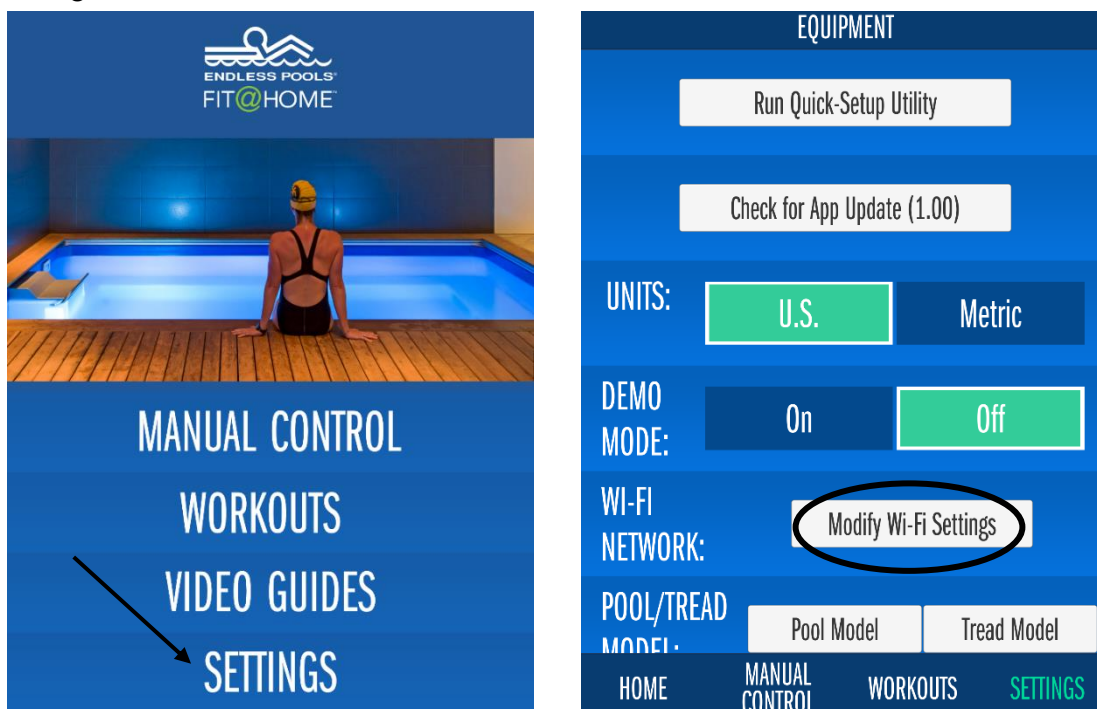 ENDLESS POOLS
FIT@HOME
MANUAL CONTROL
WORKOUTS
VIDEO GUIDES
SETTINGS
EQUIPMENT
Run Quick-Setup Utility
Check for App Update (1.00)
UNITS:
U.S.
Metric
DEMO
MODE:
On
Off
WI-FI
NETWORK:
Modify Wi-Fi Settings
POOL/TREAD
MODEL:
Pool Model
Tread Model
HOME
MANUAL
CONTROL
WORKOUTS
SETTINGS